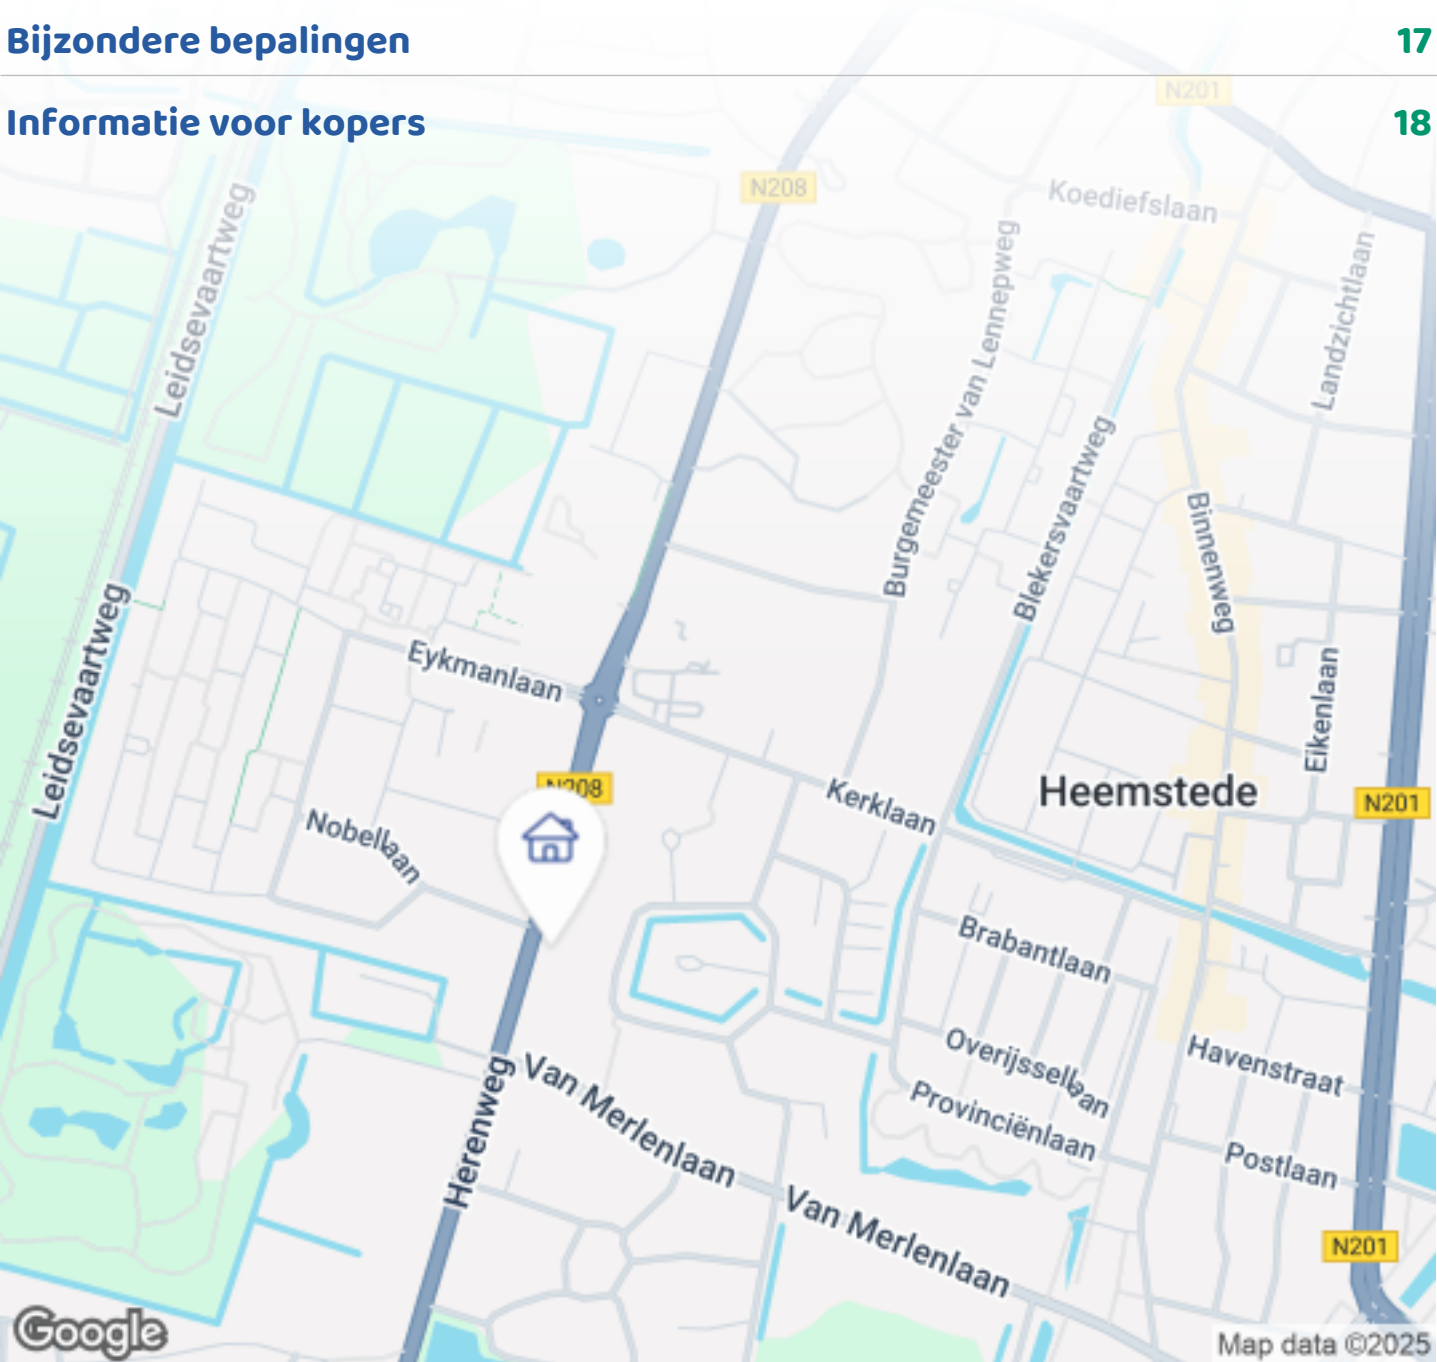 Bijzondere bepalingen 17
Informatie voor kopers 18
N201
N208
Koediefslaan
Leidsevaartweg
Burgemeester van Lennepweg
Landzichtlaan
Blekersvaartweg
Binnenweg
Leidsevaartweg
Eykmanlaan
Eikenlaan
N208
Kerklaan
Heemstede
N201
Nobellaan
Brabantlaan
Overijssellaan
Havenstraat
Van Merlenlaan
Herenweg
Provinciënlaan
Postlaan
Van Merlenlaan
N201
Google
Map data ©2025